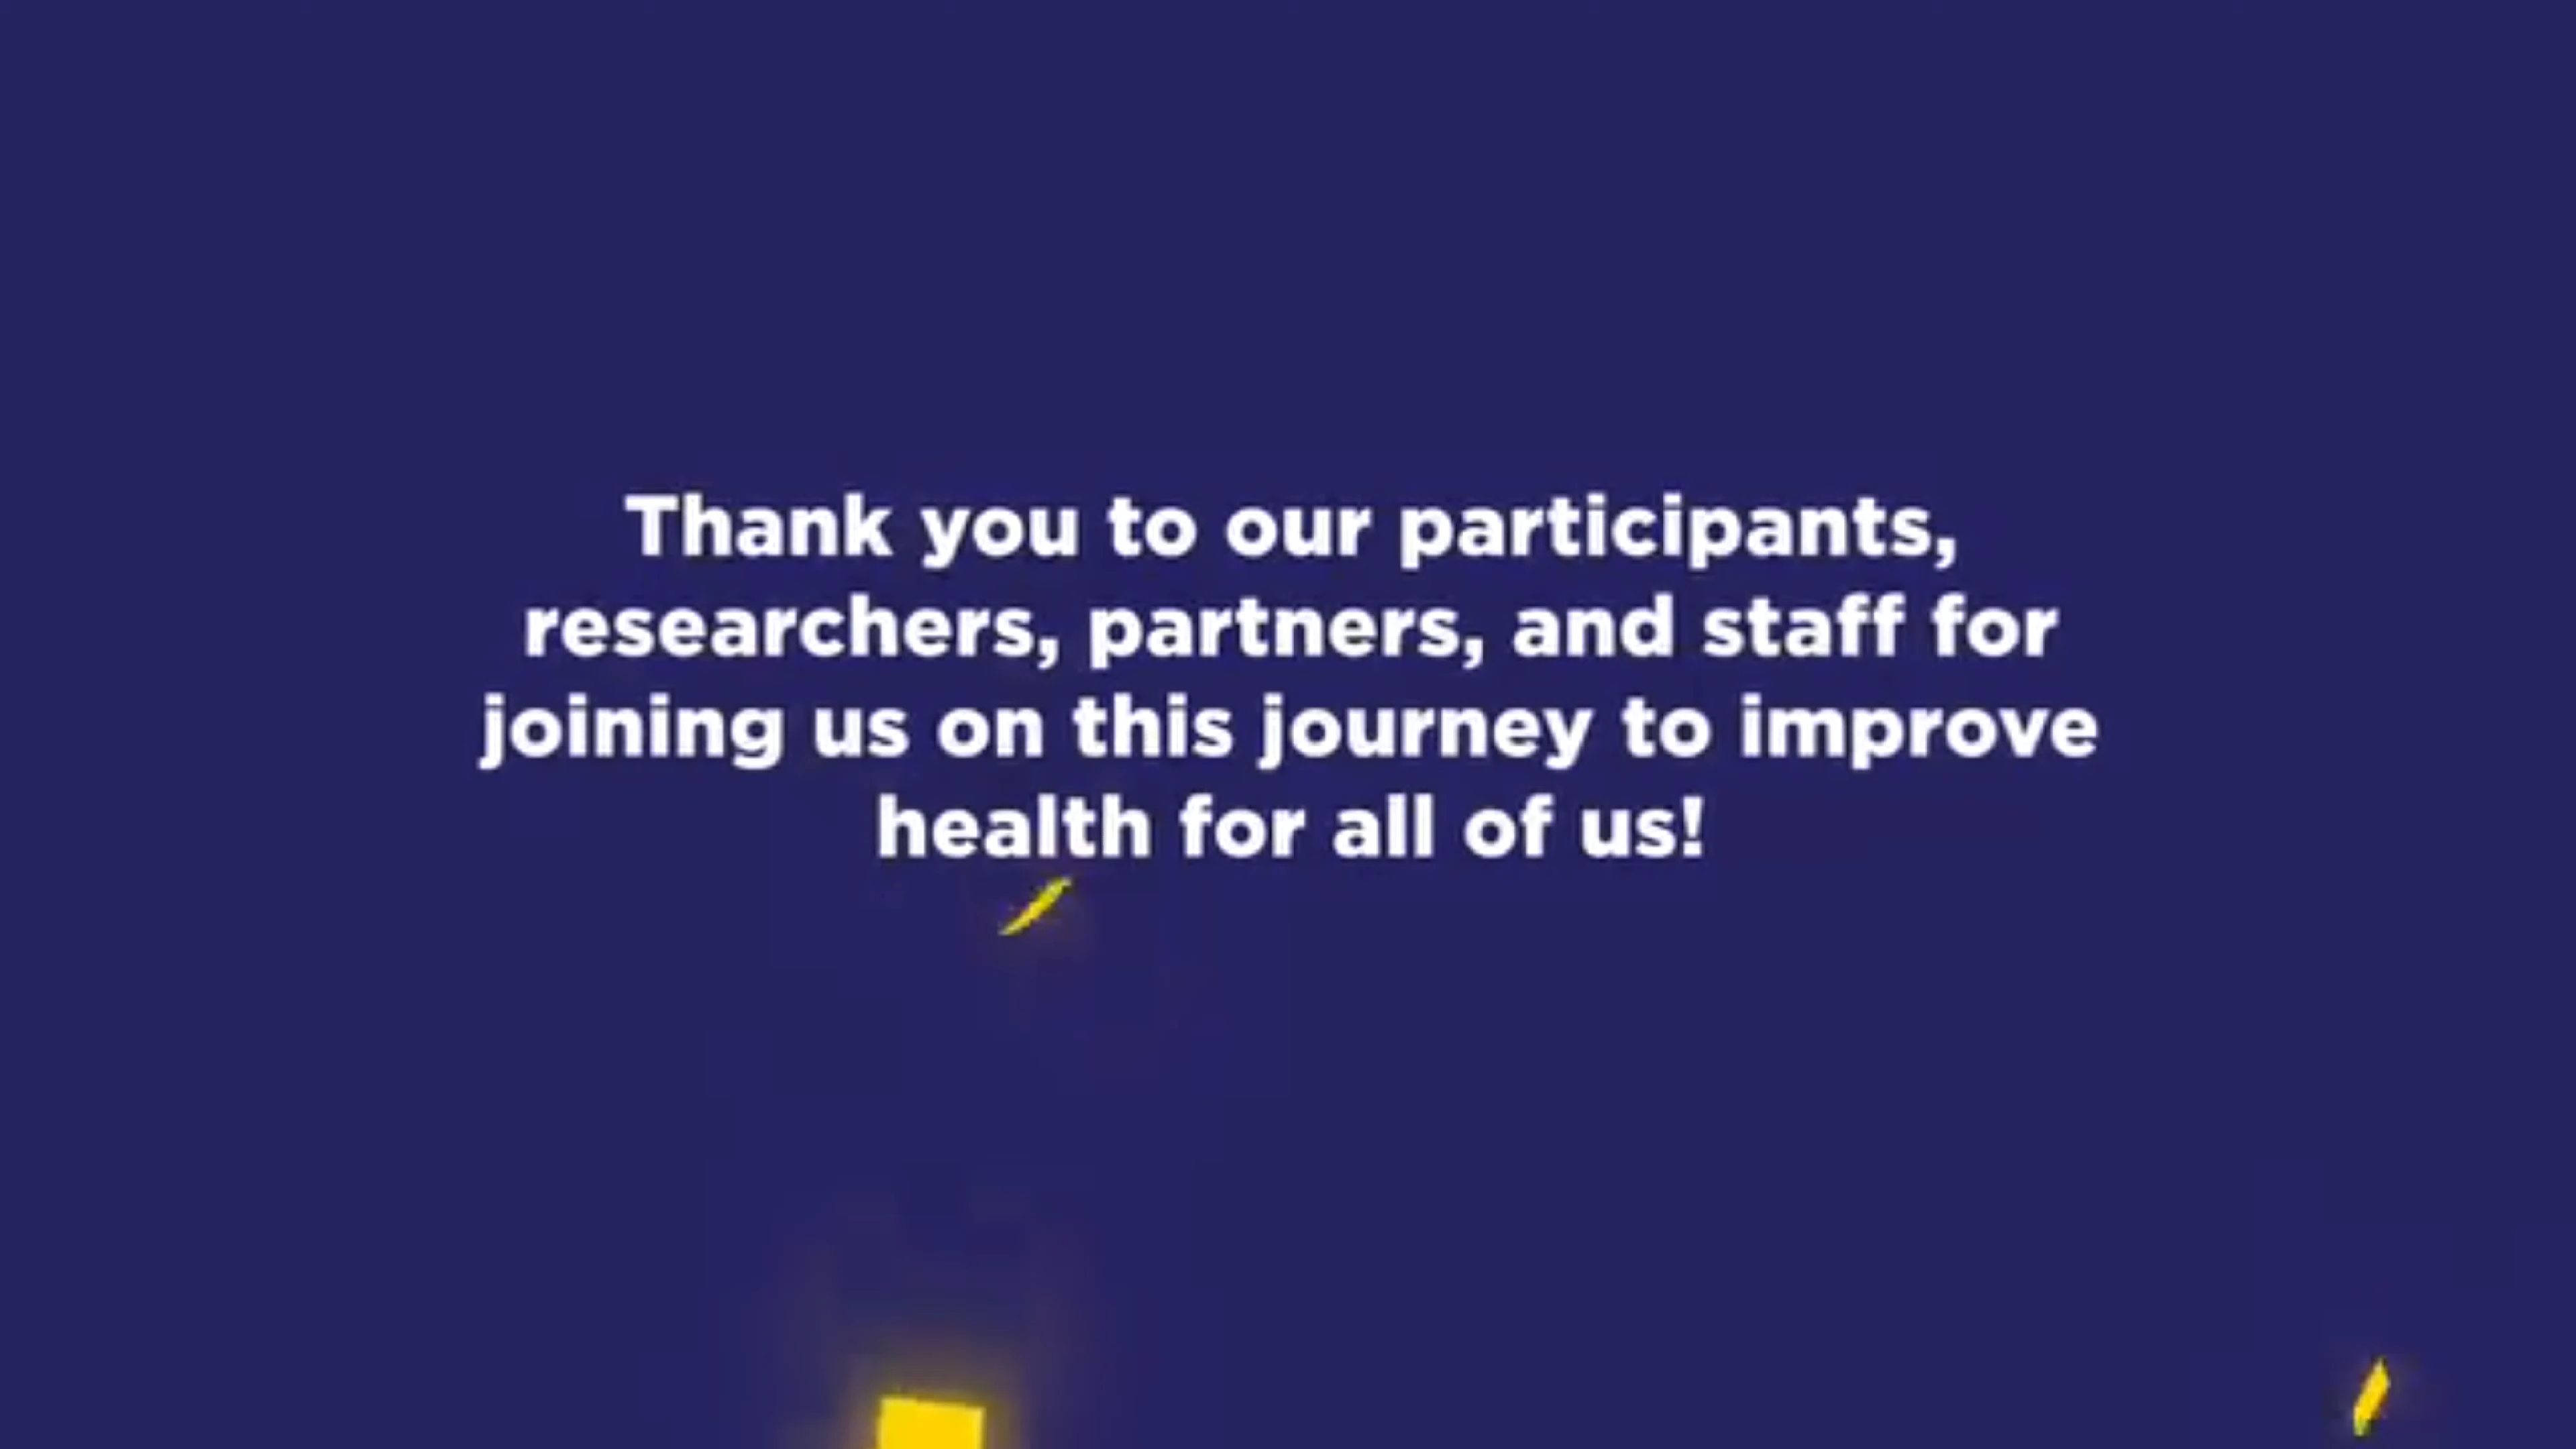 Thank you to our participants,
researchers, partners, and staff for
joining us on this journey to improve
health for all of us!